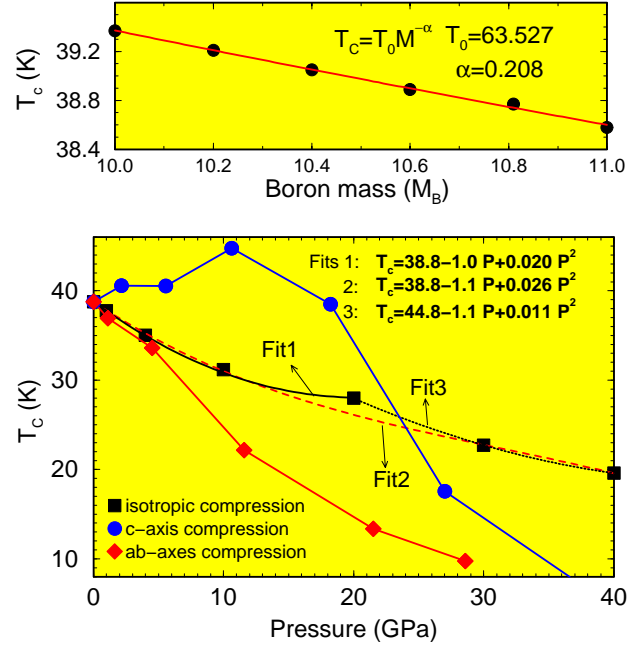 T_C=T_0M^{−α} T_0=63.527
α=0.208
T_c (K)
39.2
38.8
38.4
10.0 10.2 10.4 10.6 10.8 11.0
Boron mass (M_B)
Fits 1: T_c=38.8−1.0 P+0.020 P^2
2: T_c=38.8−1.1 P+0.026 P^2
3: T_c=44.8−1.1 P+0.011 P^2
T_C (K)
40
30
20
10
Fit1
Fit3
Fit2
isotropic compression
c−axis compression
ab−axes compression
0 10 20 30 40
Pressure (GPa)